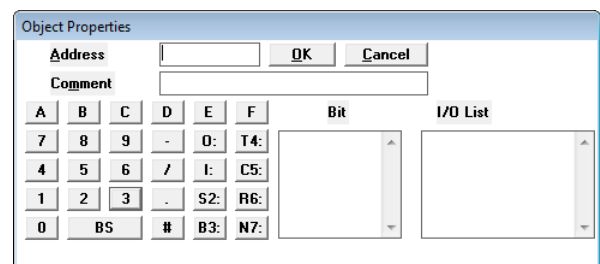 Object Properties
Address OK Cancel
Comment
A B C D E F Bit I/O List
7 8 9 - O: T4:
4 5 6 / I: C5:
1 2 3 . S2: R6:
0 BS # B3: N7: